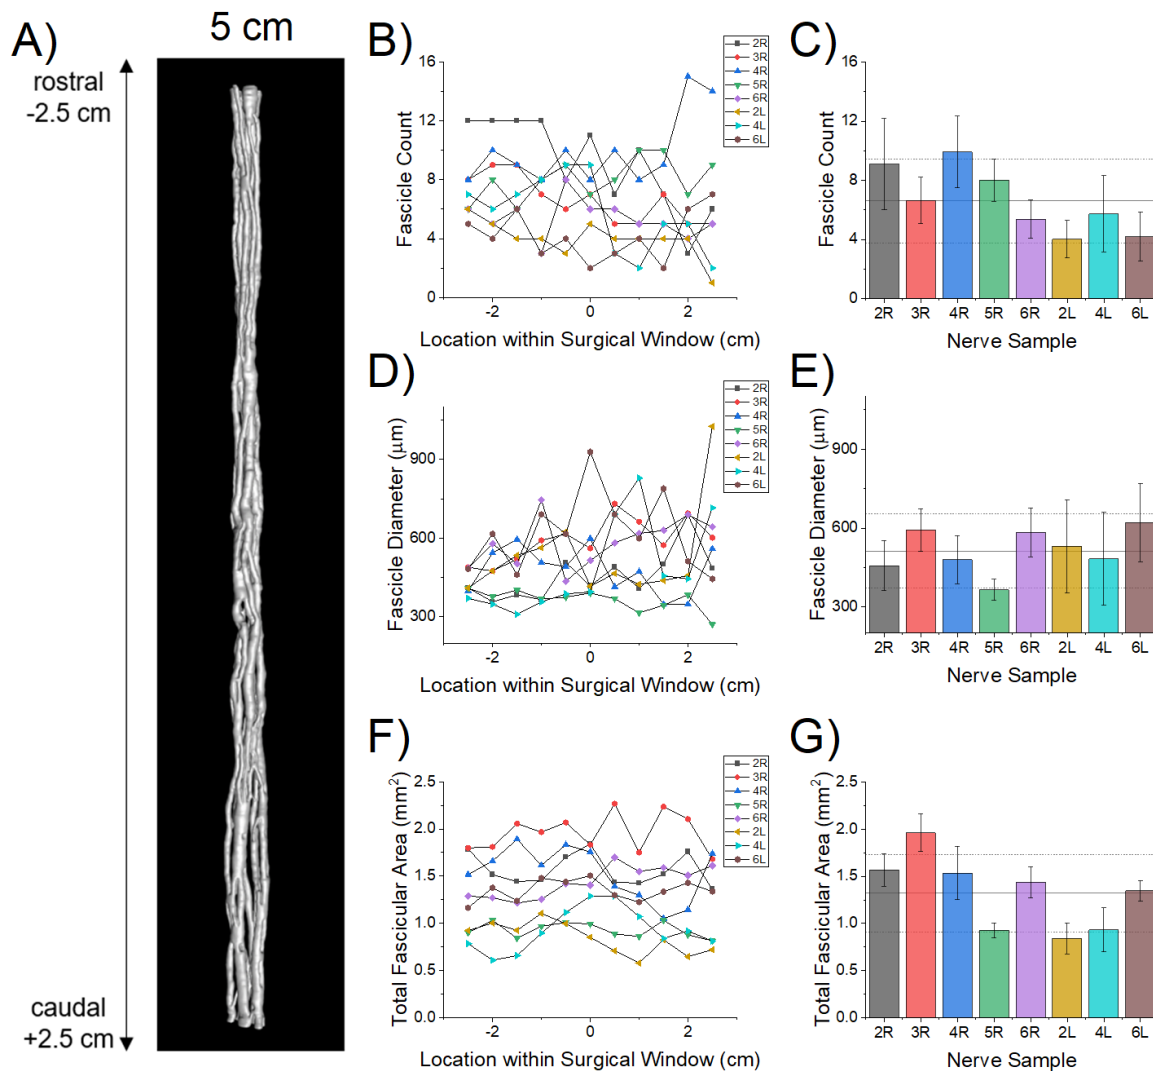 A)
5 cm
rostral
-2.5 cm
caudal
+2.5 cm
B)
16
12
8
4
0
Fascicle Count
-2 0 2
Location within Surgical Window (cm)
2R
3R
4R
5R
6R
2L
4L
6L
C)
16
12
8
4
0
Fascicle Count
2R 3R 4R 5R 6R 2L 4L 6L
Nerve Sample
D)
900
600
300
Fascicle Diameter (μm)
-2 0 2
Location within Surgical Window (cm)
2R
3R
4R
5R
6R
2L
4L
6L
E)
900
600
300
Fascicle Diameter (μm)
2R 3R 4R 5R 6R 2L 4L 6L
Nerve Sample
F)
2.5
2.0
1.5
1.0
0.5
0.0
Total Fascicular Area (mm²)
-2 0 2
Location within Surgical Window (cm)
2R
3R
4R
5R
6R
2L
4L
6L
G)
2.5
2.0
1.5
1.0
0.5
0.0
Total Fascicular Area (mm²)
2R 3R 4R 5R 6R 2L 4L 6L
Nerve Sample